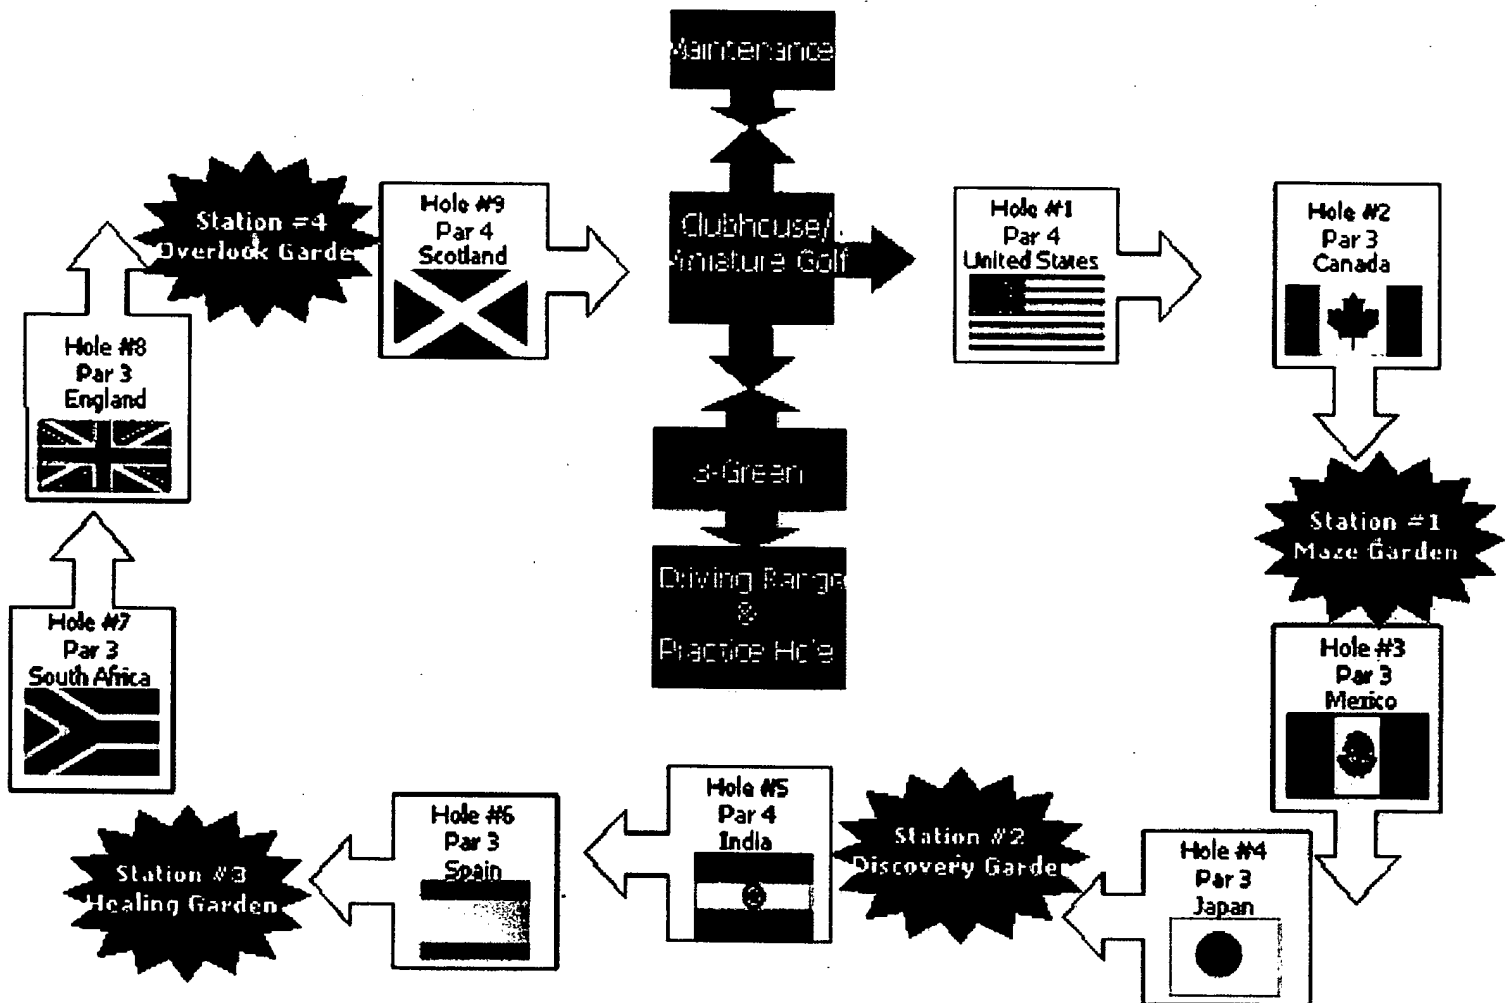 Maintenance
Clubhouse/
Miniature Golf
3-Green
Driving Range
&
Practice Hole
Hole #1
Par 4
United States
Hole #2
Par 3
Canada
Station #1
Maze Garden
Hole #3
Par 3
Mexico
Hole #4
Par 3
Japan
Station #2
Discovery Garden
Hole #5
Par 4
India
Hole #6
Par 3
Spain
Station #3
Healing Garden
Hole #7
Par 3
South Africa
Hole #8
Par 3
England
Station #4
Overlook Garden
Hole #9
Par 4
Scotland